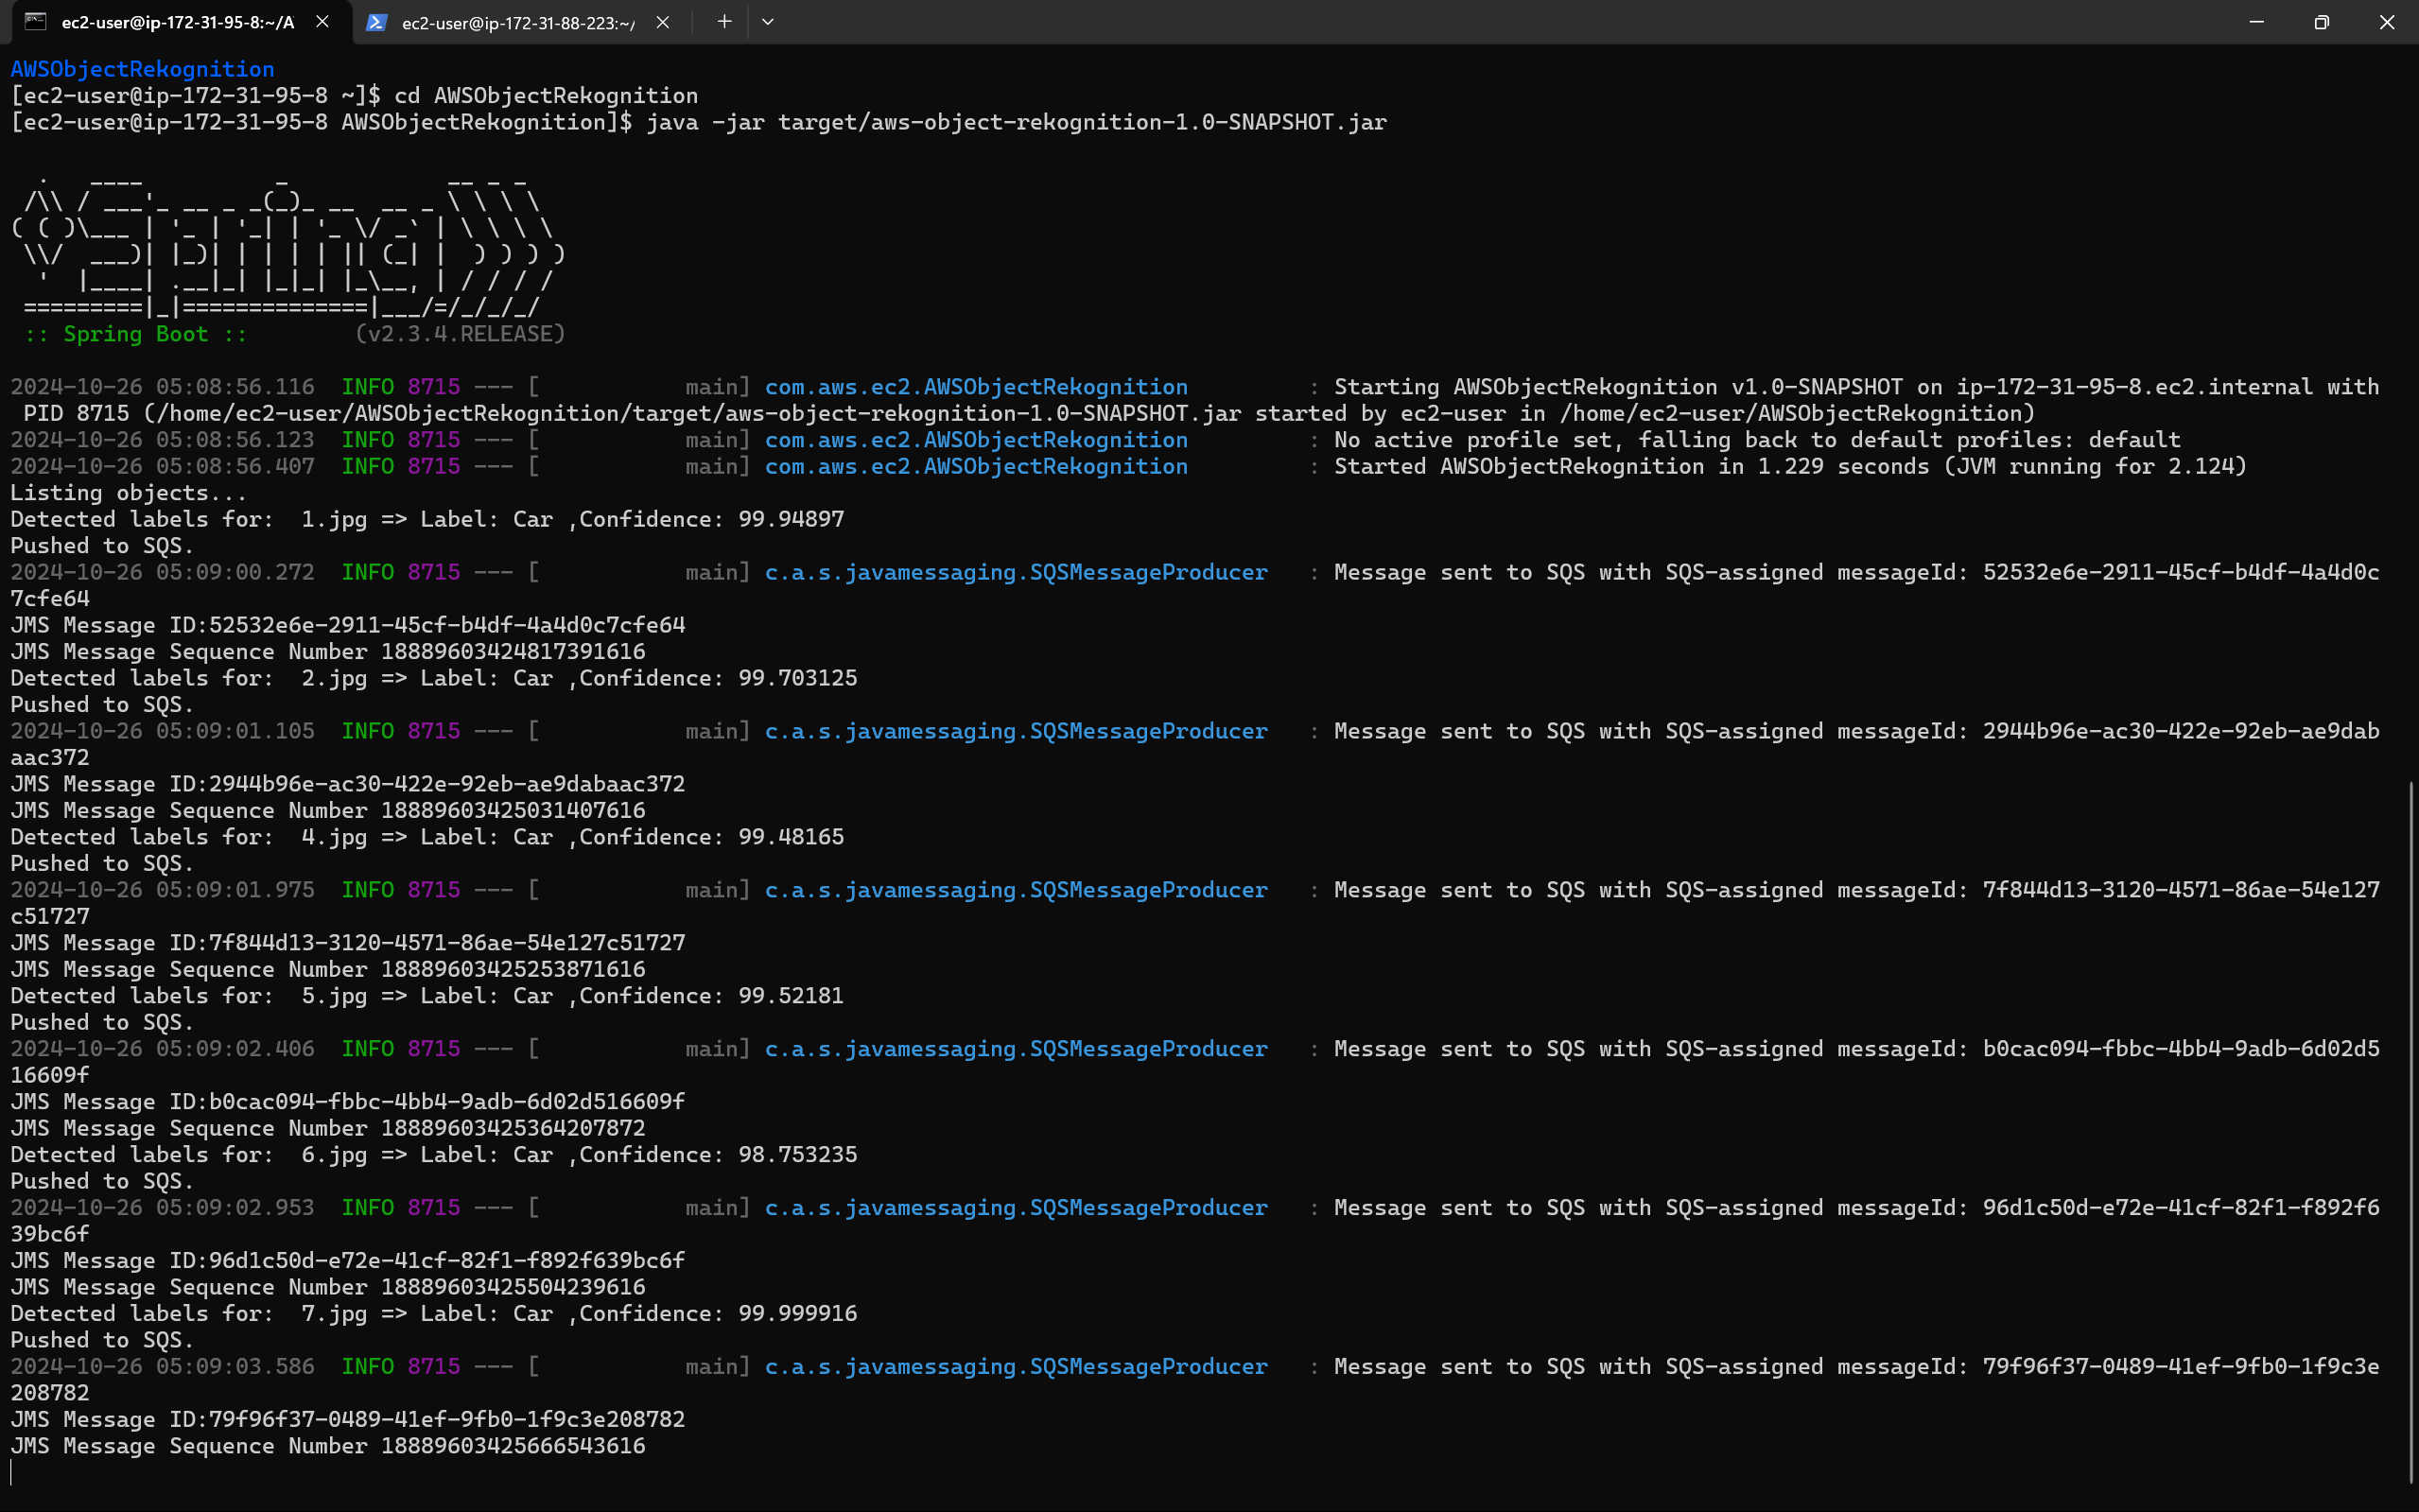 ec2-user@ip-172-31-95-8:~/A
ec2-user@ip-172-31-88-223:~/
AWSObjectRekognition
[ec2-user@ip-172-31-95-8 ~]$ cd AWSObjectRekognition
[ec2-user@ip-172-31-95-8 AWSObjectRekognition]$ java -jar target/aws-object-rekognition-1.0-SNAPSHOT.jar
  .   ____          _            __ _ _
 /\\ / ___'_ __ _ _(_)_ __  __ _ \ \ \ \
( ( )\___ | '_ | '_| | '_ \/ _` | \ \ \ \
 \\/  ___)| |_)| | | | | || (_| |  ) ) ) )
  '  |____| .__|_| |_|_| |_\__, | / / / /
 =========|_|==============|___/=/_/_/_/
 :: Spring Boot ::        (v2.3.4.RELEASE)
2024-10-26 05:08:56.116  INFO 8715 --- [           main] com.aws.ec2.AWSObjectRekognition         : Starting AWSObjectRekognition v1.0-SNAPSHOT on ip-172-31-95-8.ec2.internal with
 PID 8715 (/home/ec2-user/AWSObjectRekognition/target/aws-object-rekognition-1.0-SNAPSHOT.jar started by ec2-user in /home/ec2-user/AWSObjectRekognition)
2024-10-26 05:08:56.123  INFO 8715 --- [           main] com.aws.ec2.AWSObjectRekognition         : No active profile set, falling back to default profiles: default
2024-10-26 05:08:56.407  INFO 8715 --- [           main] com.aws.ec2.AWSObjectRekognition         : Started AWSObjectRekognition in 1.229 seconds (JVM running for 2.124)
Listing objects...
Detected labels for:  1.jpg => Label: Car ,Confidence: 99.94897
Pushed to SQS.
2024-10-26 05:09:00.272  INFO 8715 --- [           main] c.a.s.javamessaging.SQSMessageProducer   : Message sent to SQS with SQS-assigned messageId: 52532e6e-2911-45cf-b4df-4a4d0c
7cfe64
JMS Message ID:52532e6e-2911-45cf-b4df-4a4d0c7cfe64
JMS Message Sequence Number 18889603424817391616
Detected labels for:  2.jpg => Label: Car ,Confidence: 99.703125
Pushed to SQS.
2024-10-26 05:09:01.105  INFO 8715 --- [           main] c.a.s.javamessaging.SQSMessageProducer   : Message sent to SQS with SQS-assigned messageId: 2944b96e-ac30-422e-92eb-ae9dab
aac372
JMS Message ID:2944b96e-ac30-422e-92eb-ae9dabaac372
JMS Message Sequence Number 18889603425031407616
Detected labels for:  4.jpg => Label: Car ,Confidence: 99.48165
Pushed to SQS.
2024-10-26 05:09:01.975  INFO 8715 --- [           main] c.a.s.javamessaging.SQSMessageProducer   : Message sent to SQS with SQS-assigned messageId: 7f844d13-3120-4571-86ae-54e127
c51727
JMS Message ID:7f844d13-3120-4571-86ae-54e127c51727
JMS Message Sequence Number 18889603425253871616
Detected labels for:  5.jpg => Label: Car ,Confidence: 99.52181
Pushed to SQS.
2024-10-26 05:09:02.406  INFO 8715 --- [           main] c.a.s.javamessaging.SQSMessageProducer   : Message sent to SQS with SQS-assigned messageId: b0cac094-fbbc-4bb4-9adb-6d02d5
16609f
JMS Message ID:b0cac094-fbbc-4bb4-9adb-6d02d516609f
JMS Message Sequence Number 18889603425364207872
Detected labels for:  6.jpg => Label: Car ,Confidence: 98.753235
Pushed to SQS.
2024-10-26 05:09:02.953  INFO 8715 --- [           main] c.a.s.javamessaging.SQSMessageProducer   : Message sent to SQS with SQS-assigned messageId: 96d1c50d-e72e-41cf-82f1-f892f6
39bc6f
JMS Message ID:96d1c50d-e72e-41cf-82f1-f892f639bc6f
JMS Message Sequence Number 18889603425504239616
Detected labels for:  7.jpg => Label: Car ,Confidence: 99.999916
Pushed to SQS.
2024-10-26 05:09:03.586  INFO 8715 --- [           main] c.a.s.javamessaging.SQSMessageProducer   : Message sent to SQS with SQS-assigned messageId: 79f96f37-0489-41ef-9fb0-1f9c3e
208782
JMS Message ID:79f96f37-0489-41ef-9fb0-1f9c3e208782
JMS Message Sequence Number 18889603425666543616